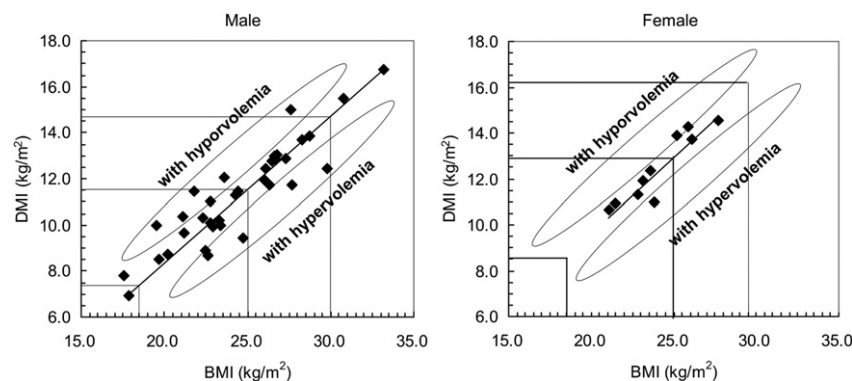 Male
18.0
16.0
14.0
12.0
10.0
8.0
6.0
DMI (kg/m²)
with hyporvolemia
with hypervolemia
15.0 20.0 25.0 30.0 35.0
BMI (kg/m²)
Female
18.0
16.0
14.0
12.0
10.0
8.0
6.0
DMI (kg/m²)
with hyporvolemia
with hypervolemia
15.0 20.0 25.0 30.0 35.0
BMI (kg/m²)